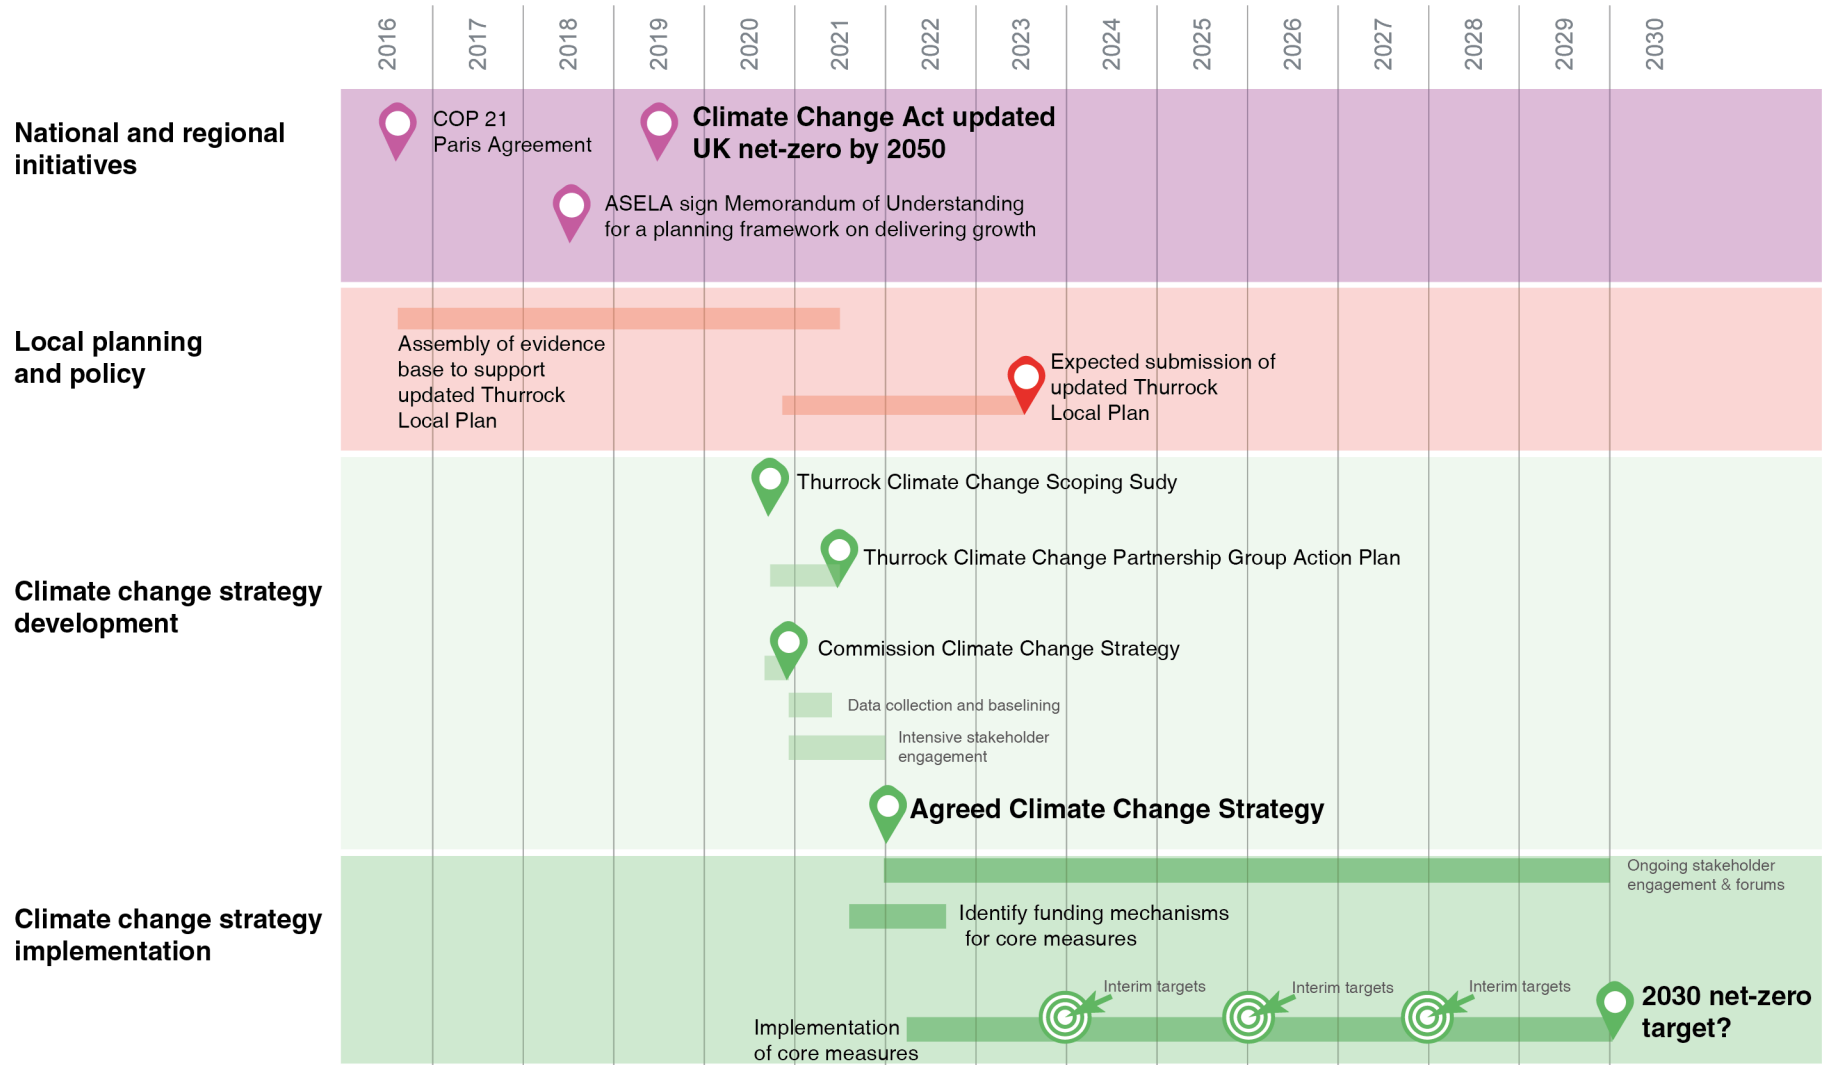 2016 2017 2018 2019 2020 2021 2022 2023 2024 2025 2026 2027 2028 2029 2030
National and regional
initiatives
COP 21
Paris Agreement
Climate Change Act updated
UK net-zero by 2050
ASELA sign Memorandum of Understanding
for a planning framework on delivering growth
Local planning
and policy
Assembly of evidence
base to support
updated Thurrock
Local Plan
Expected submission of
updated Thurrock
Local Plan
Climate change strategy
development
Thurrock Climate Change Scoping Sudy
Thurrock Climate Change Partnership Group Action Plan
Commission Climate Change Strategy
Data collection and baselining
Intensive stakeholder
engagement
Agreed Climate Change Strategy
Climate change strategy
implementation
Ongoing stakeholder
engagement & forums
Identify funding mechanisms
for core measures
Implementation
of core measures
Interim targets
Interim targets
Interim targets
2030 net-zero
target?